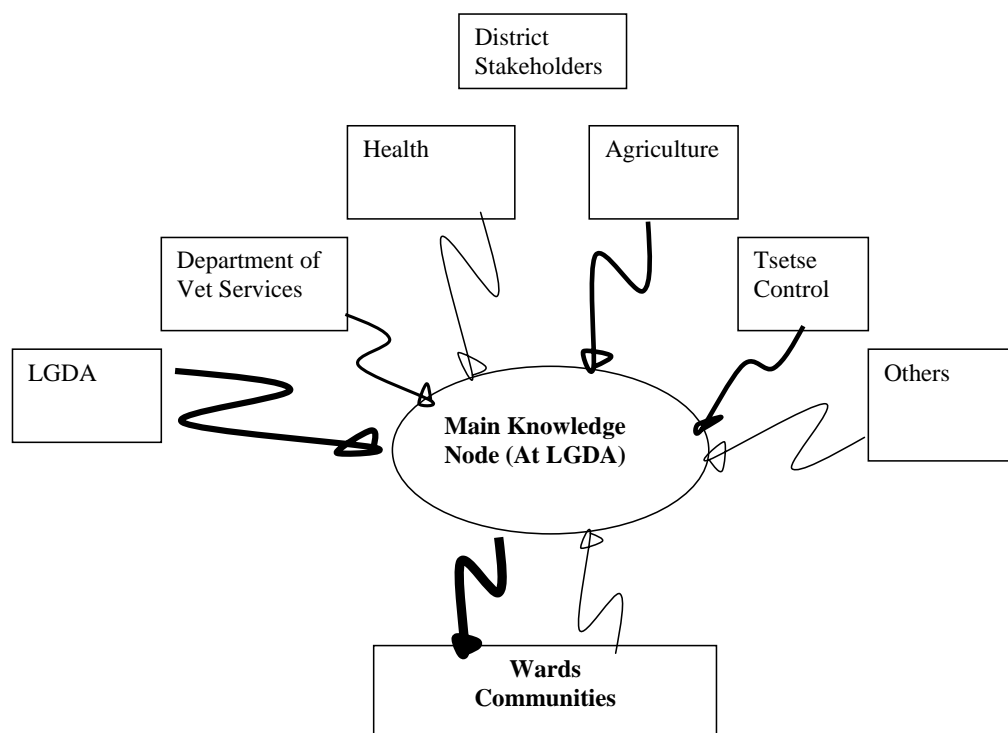 District
Stakeholders
Health
Agriculture
Department of
Vet Services
Tsetse
Control
LGDA
Others
Main Knowledge
Node (At LGDA)
Wards
Communities